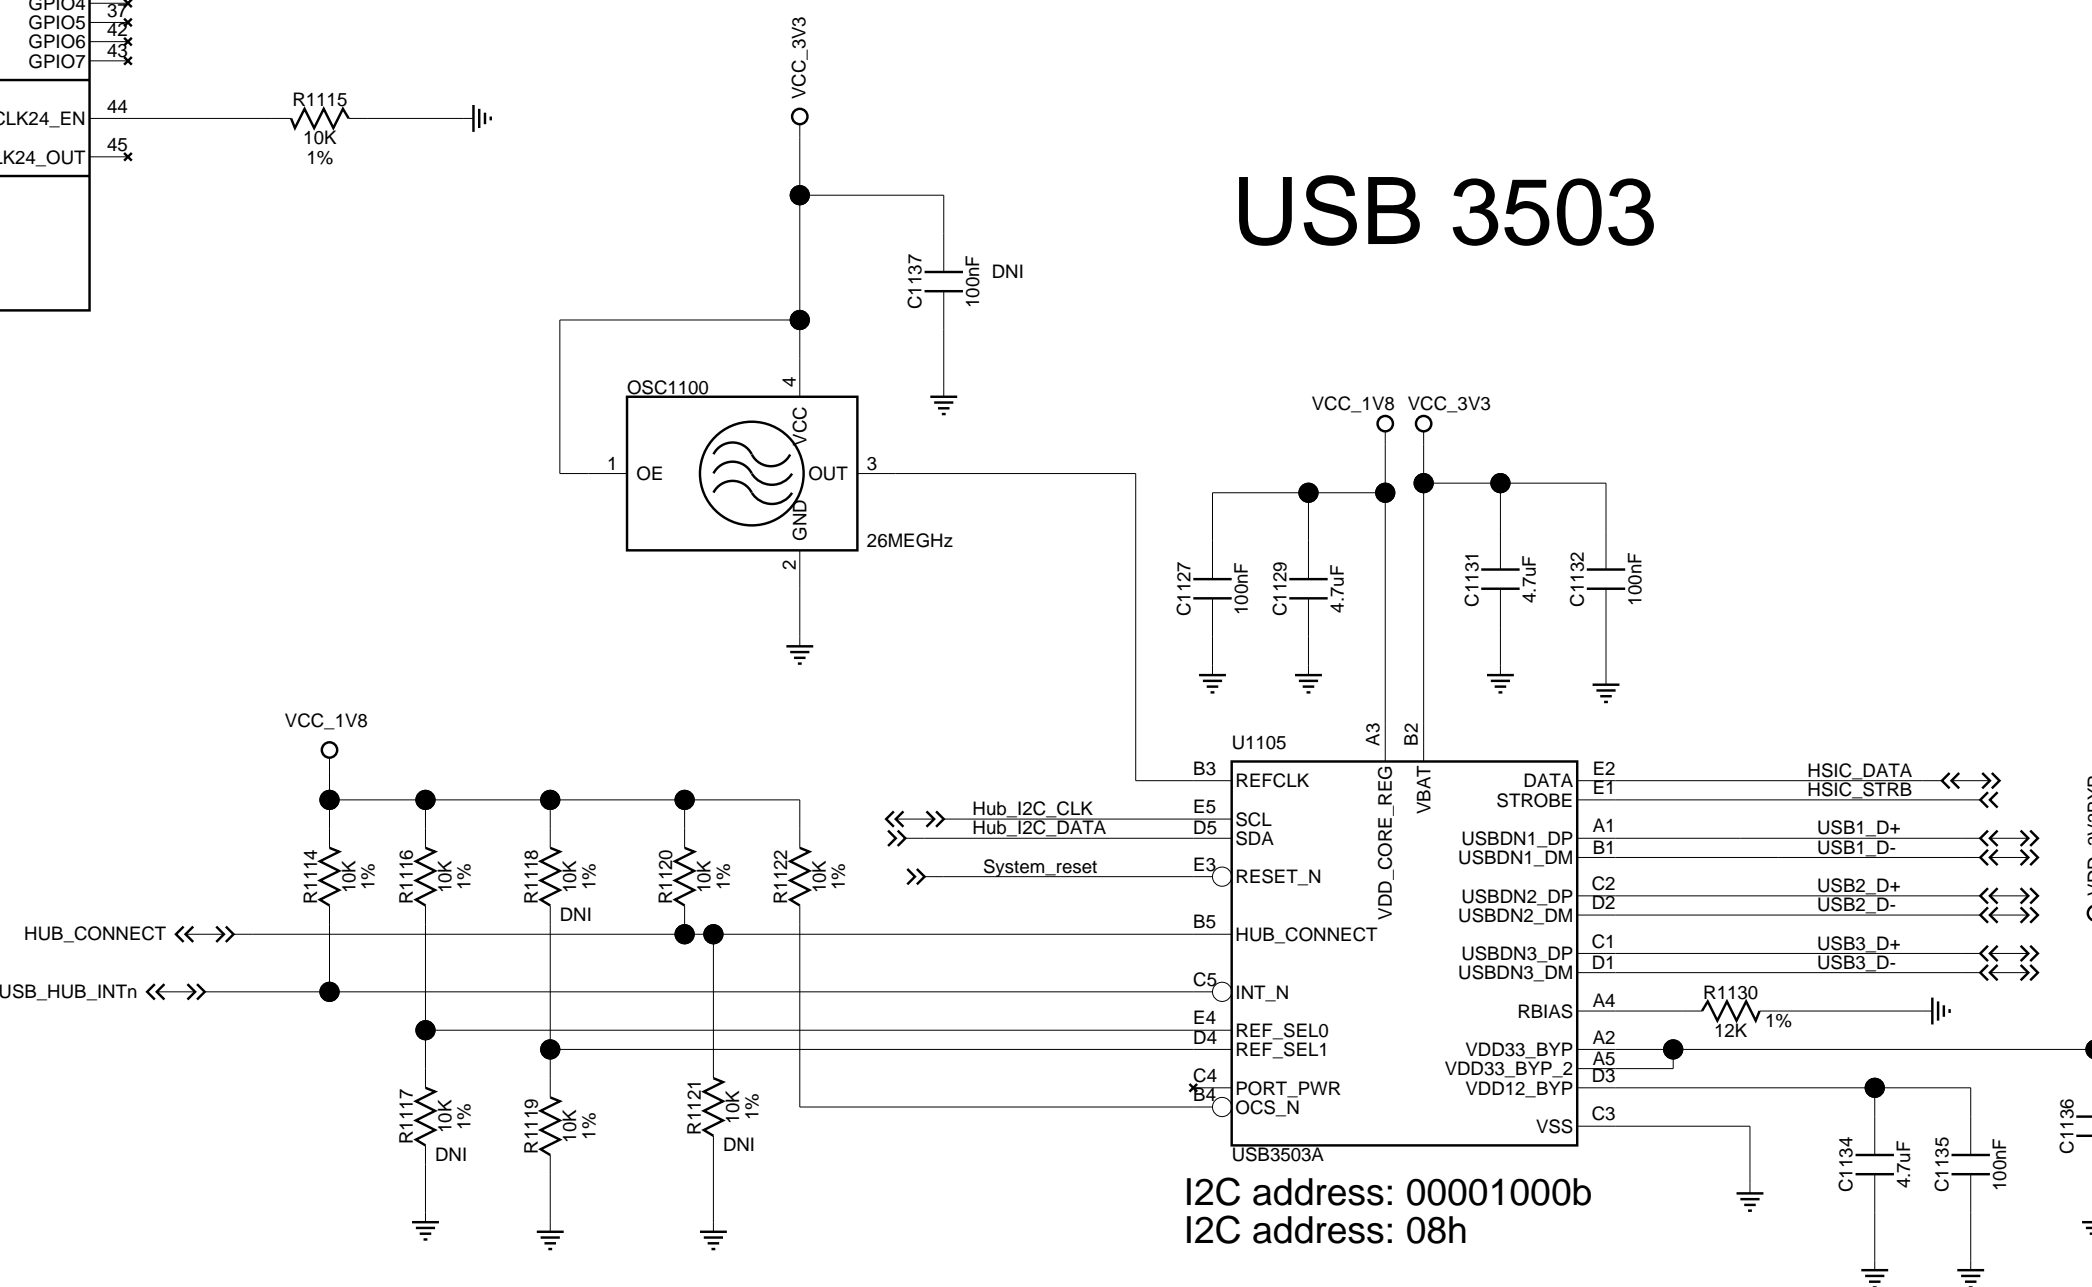 GPIO4
37
GPIO5
42
GPIO6
43
GPIO7
44
CLK24_EN
R1115
10K
1%
45
LK24_OUT
VCC_3V3
USB 3503
C1137
100nF
DNI
OSC1100
4
VCC
1
OE
OUT
3
GND
26MEGHz
2
VCC_1V8
VCC_3V3
C1127
100nF
C1129
4.7uF
C1131
4.7uF
C1132
100nF
VCC_1V8
R1114
10K
1%
R1116
10K
1%
R1118
10K
1%
DNI
R1120
10K
1%
R1122
10K
1%
HUB_CONNECT
USB_HUB_INTn
R1117
10K
1%
DNI
R1119
10K
1%
R1121
10K
1%
DNI
Hub_I2C_CLK
Hub_I2C_DATA
System_reset
U1105
A3
B2
VDD_CORE_REG
VBAT
B3
REFCLK
E5
SCL
D5
SDA
E3
RESET_N
B5
HUB_CONNECT
C5
INT_N
E4
REF_SEL0
D4
REF_SEL1
C4
PORT_PWR
B4
OCS_N
DATA
E2
HSIC_DATA
STROBE
E1
HSIC_STRB
USBDN1_DP
A1
USB1_D+
USBDN1_DM
B1
USB1_D-
USBDN2_DP
C2
USB2_D+
USBDN2_DM
D2
USB2_D-
USBDN3_DP
C1
USB3_D+
USBDN3_DM
D1
USB3_D-
RBIAS
A4
R1130
12K
1%
VDD33_BYP
A2
VDD33_BYP_2
A5
VDD12_BYP
D3
VSS
C3
USB3503A
I2C address: 00001000b
I2C address: 08h
C1134
4.7uF
C1135
100nF
C1136